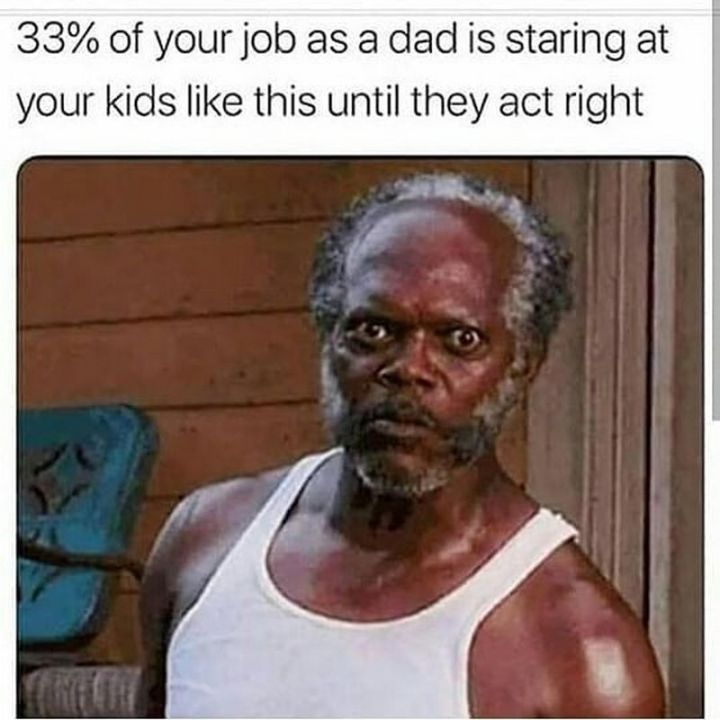 33% of your job as a dad is staring at
your kids like this until they act right